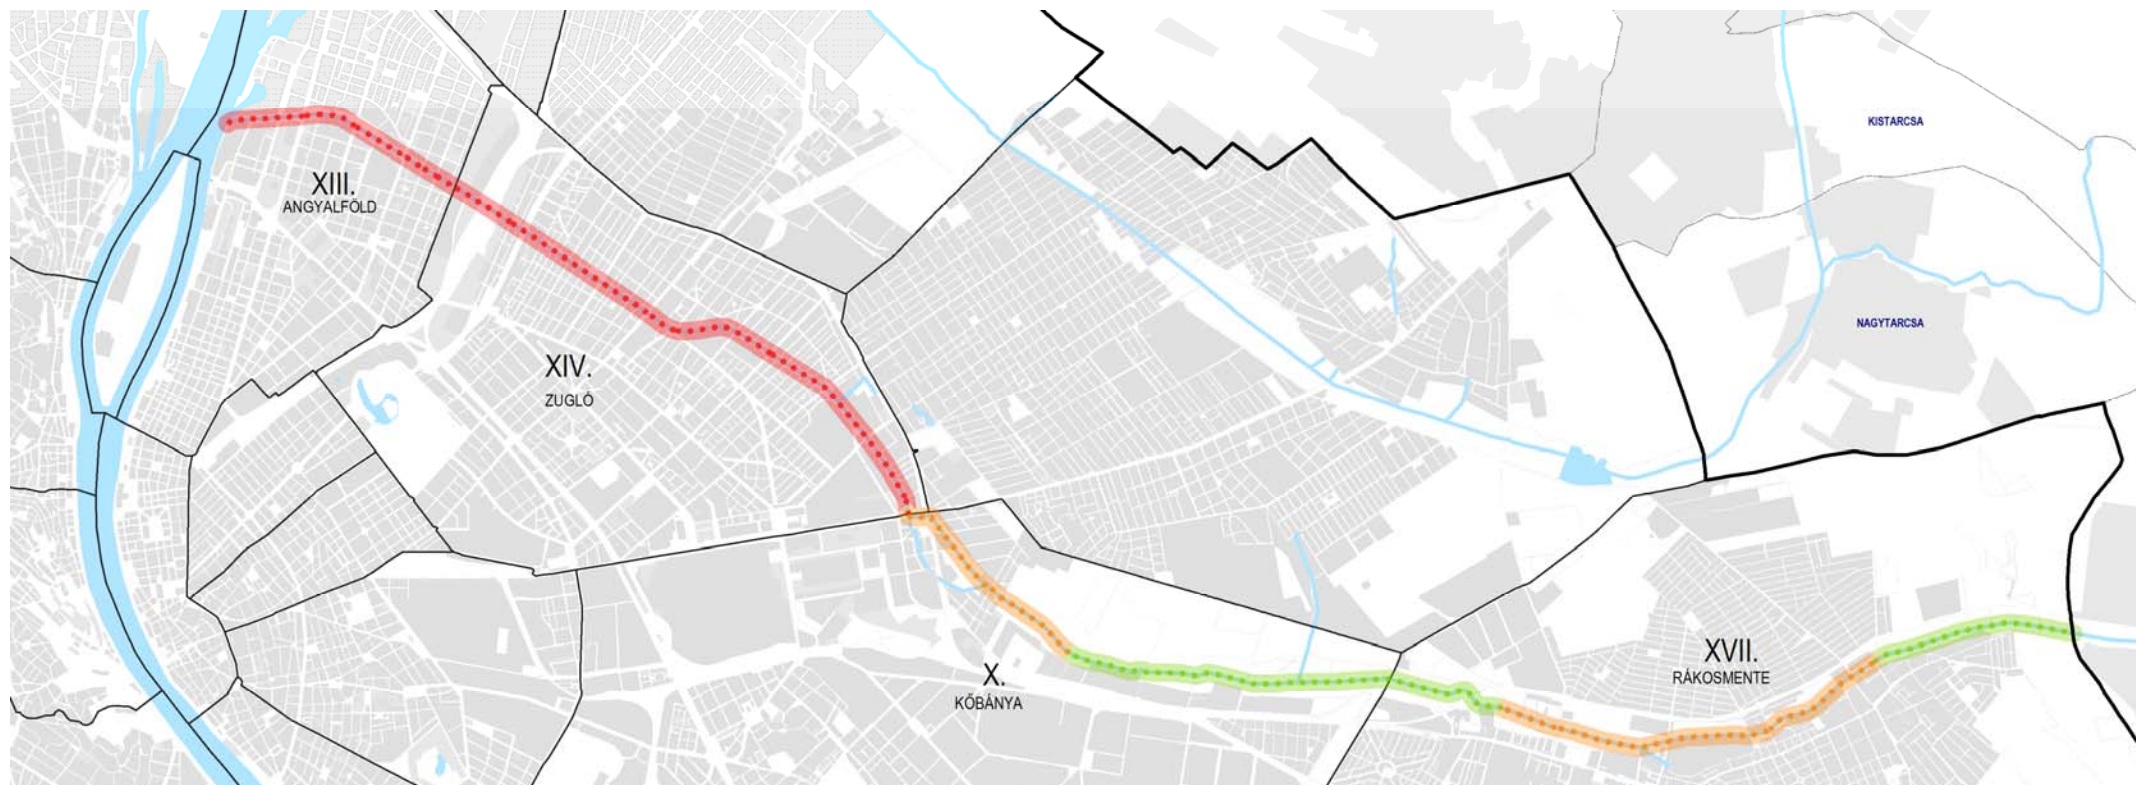 KISTARCSA
XIII.
ANGYALFÖLD
NAGYTARCSA
XIV.
ZUGLÓ
XVII.
RÁKOSMENTE
X.
KŐBÁNYA